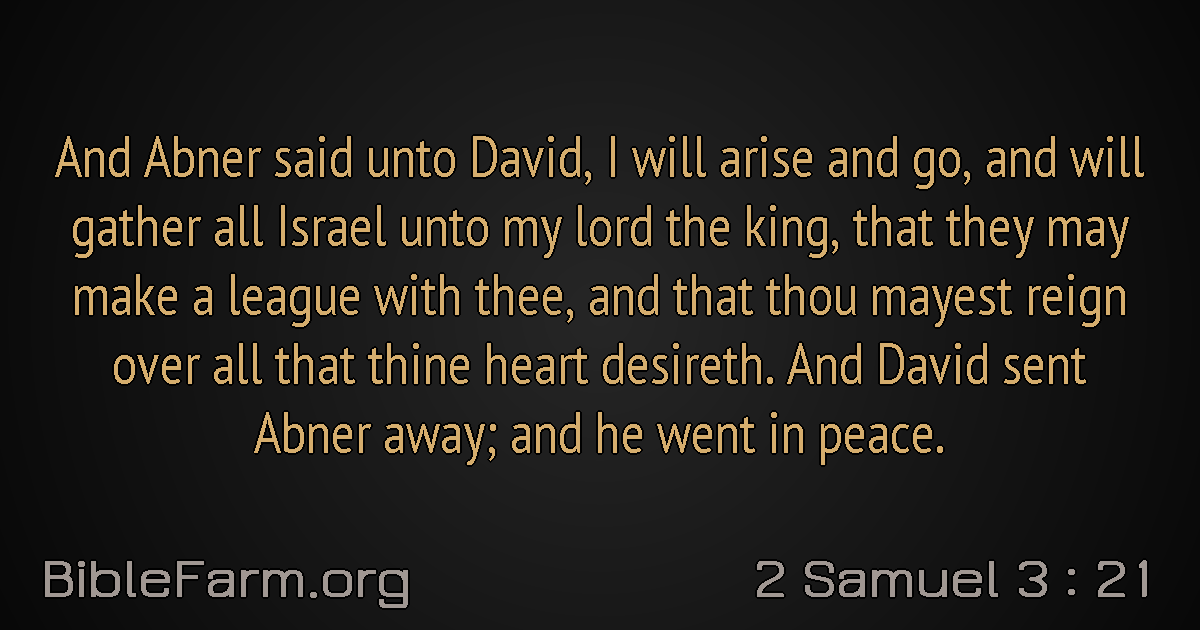 And Abner said unto David, I will arise and go, and will
gather all Israel unto my lord the king, that they may
make a league with thee, and that thou mayest reign
over all that thine heart desireth. And David sent
Abner away; and he went in peace.
BibleFarm.org
2 Samuel 3 : 21